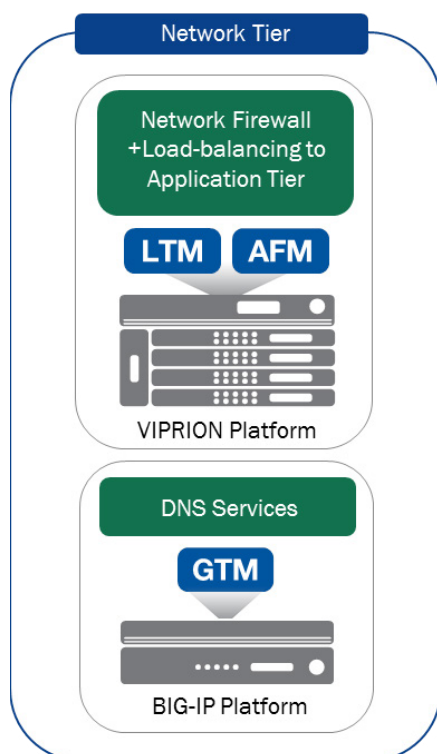 Network Tier
Network Firewall
+Load-balancing to
Application Tier
LTM AFM
VIPRION Platform
DNS Services
GTM
BIG-IP Platform